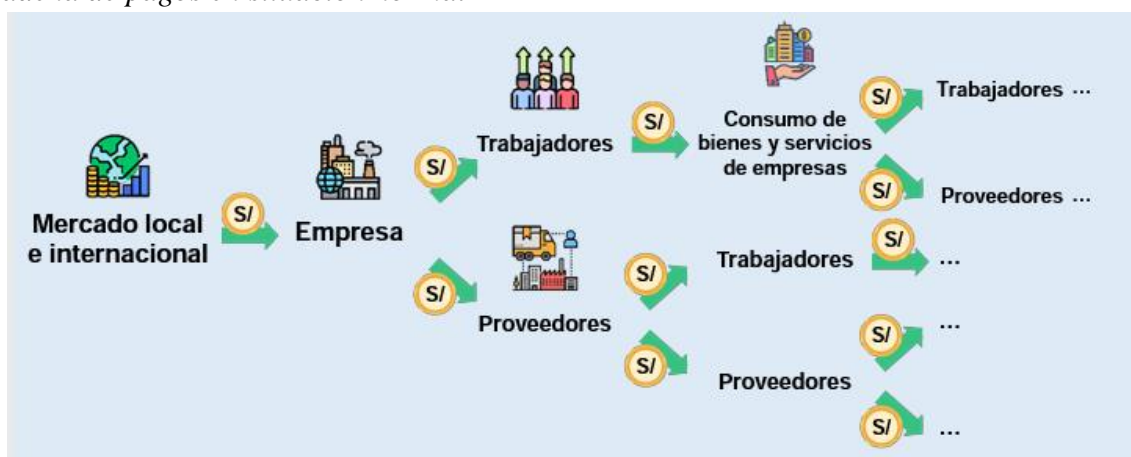 S/
Trabajadores ...
Trabajadores
S/
Consumo de
bienes y servicios
de empresas
S/
S/
Proveedores ...
Mercado local
e internacional
S/
Empresa
S/
Proveedores
S/
Trabajadores
S/
...
S/
Proveedores
S/
...
S/
...